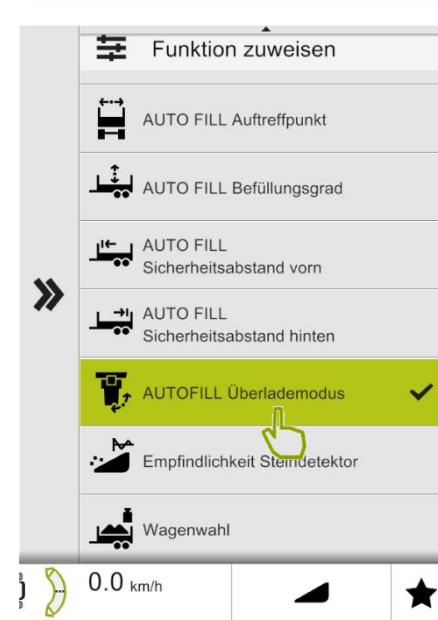 Funktion zuweisen
AUTO FILL Auftreffpunkt
AUTO FILL Befüllungsgrad
AUTO FILL
Sicherheitsabstand vorn
AUTO FILL
Sicherheitsabstand hinten
AUTOFILL Überlademodus
Empfindlichkeit Steindetektor
Wagenwahl
0.0 km/h